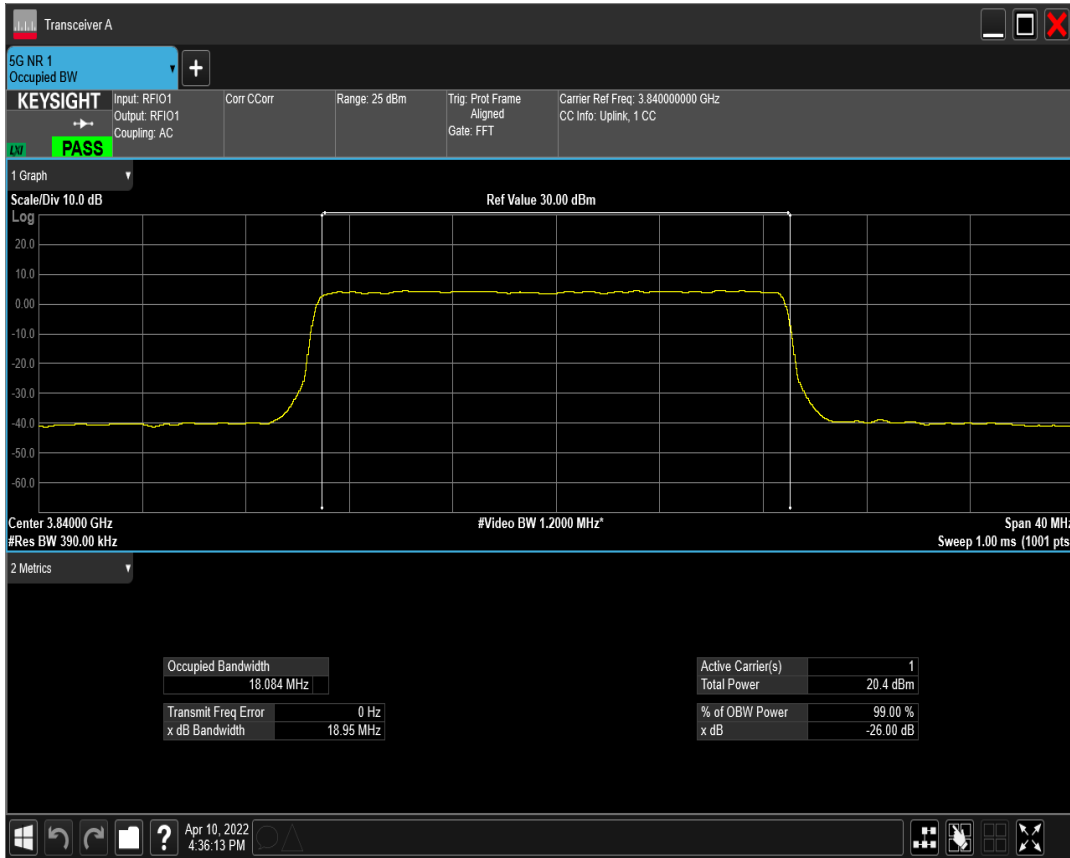 Transceiver A
5G NR 1
Occupied BW
KEYSIGHT
LXI
PASS
Input: RFIO1
Output: RFIO1
Coupling: AC
Corr CCorr
Range: 25 dBm
Trig: Prot Frame
Aligned
Gate: FFT
Carrier Ref Freq: 3.840000000 GHz
CC Info: Uplink, 1 CC
1 Graph
Scale/Div 10.0 dB
Ref Value 30.00 dBm
Log
20.0
10.0
0.00
-10.0
-20.0
-30.0
-40.0
-50.0
-60.0
Center 3.84000 GHz
#Video BW 1.2000 MHz*
Span 40 MHz
#Res BW 390.00 kHz
Sweep 1.00 ms (1001 pts
2 Metrics
Occupied Bandwidth
18.084 MHz
Transmit Freq Error 0 Hz
x dB Bandwidth 18.95 MHz
Active Carrier(s) 1
Total Power 20.4 dBm
% of OBW Power 99.00 %
x dB -26.00 dB
?
Apr 10, 2022
4:36:13 PM